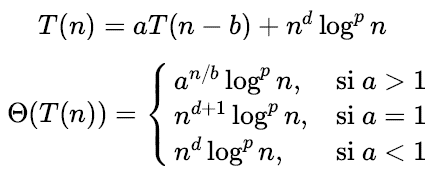 T(n) = aT(n − b) + n^d log^p n
Θ(T(n)) = { a^{n/b} log^p n, si a > 1
n^{d+1} log^p n, si a = 1
n^d log^p n, si a < 1